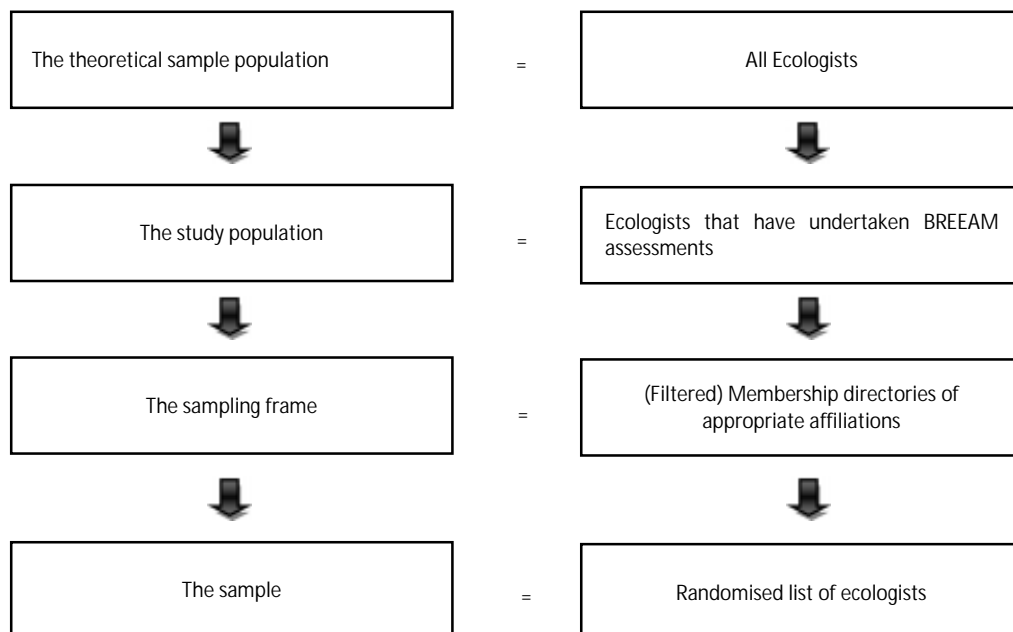 The theoretical sample population
=
All Ecologists
The study population
=
Ecologists that have undertaken BREEAM
assessments
The sampling frame
=
(Filtered) Membership directories of
appropriate affiliations
The sample
=
Randomised list of ecologists